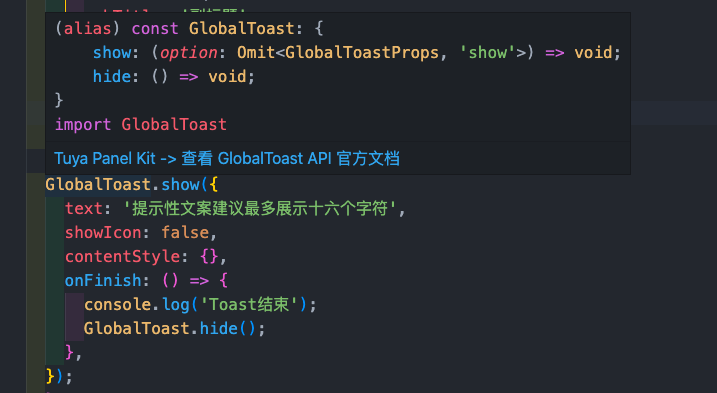 (alias) const GlobalToast: {
show: (option: Omit<GlobalToastProps, 'show'>) => void;
hide: () => void;
}
import GlobalToast
Tuya Panel Kit -> 查看 GlobalToast API 官方文档
GlobalToast.show({
text: '提示性文案建议最多展示十六个字符',
showIcon: false,
contentStyle: {},
onFinish: () => {
console.log('Toast结束');
GlobalToast.hide();
},
});